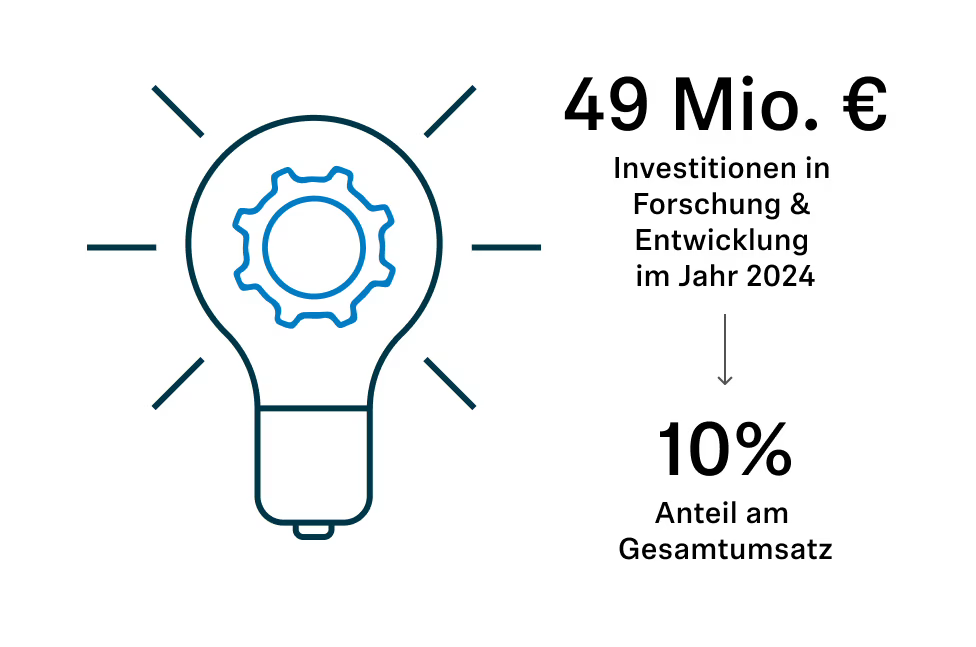 49 Mio. €
Investitionen in
Forschung &
Entwicklung
im Jahr 2024
10%
Anteil am
Gesamtumsatz